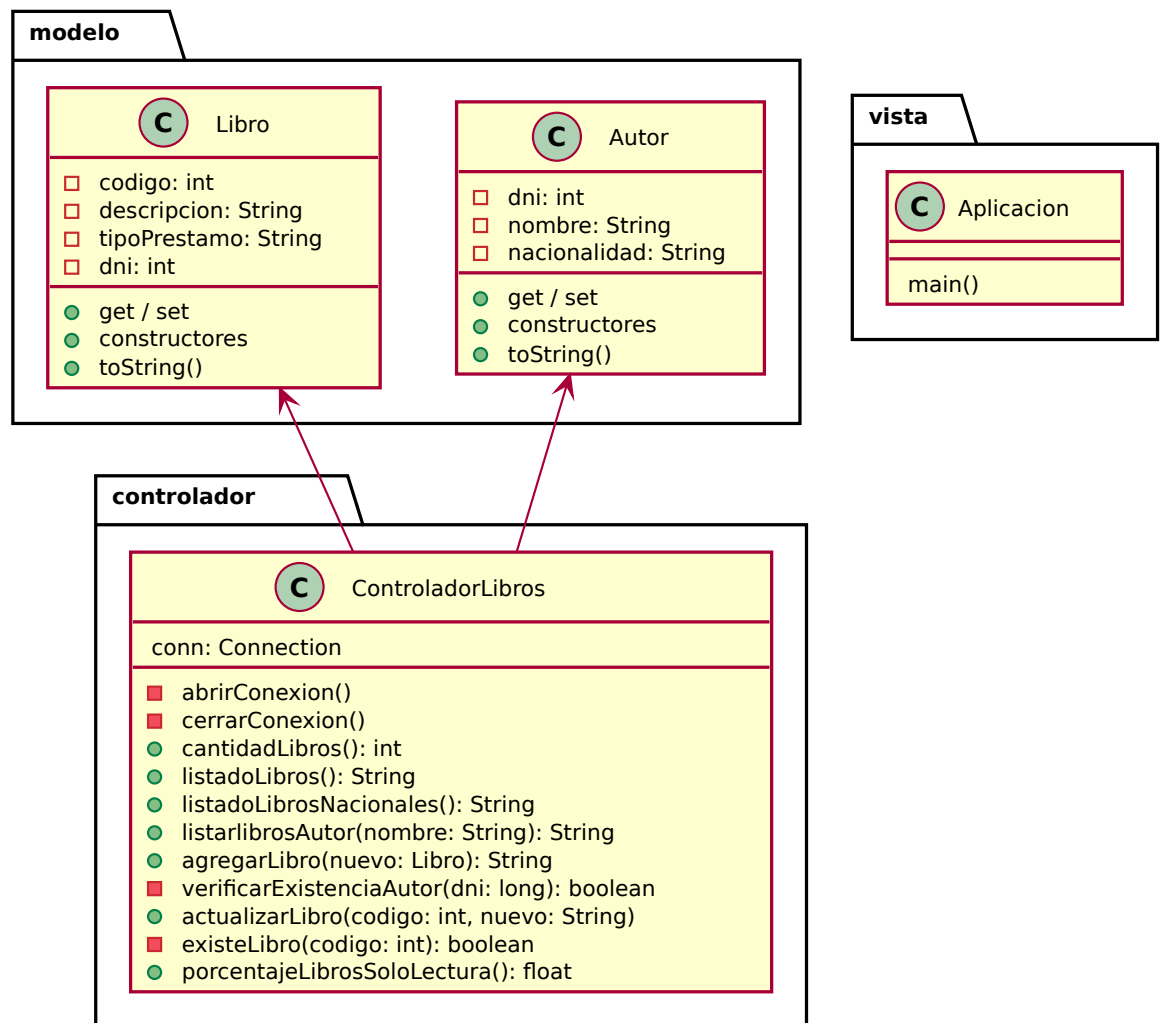 modelo
C Libro
codigo: int
descripcion: String
tipoPrestamo: String
dni: int
get / set
constructores
toString()
C Autor
dni: int
nombre: String
nacionalidad: String
get / set
constructores
toString()
vista
C Aplicacion
main()
controlador
C ControladorLibros
conn: Connection
abrirConexion()
cerrarConexion()
cantidadLibros(): int
listadoLibros(): String
listadoLibrosNacionales(): String
listarlibrosAutor(nombre: String): String
agregarLibro(nuevo: Libro): String
verificarExistenciaAutor(dni: long): boolean
actualizarLibro(codigo: int, nuevo: String)
existeLibro(codigo: int): boolean
porcentajeLibrosSoloLectura(): float